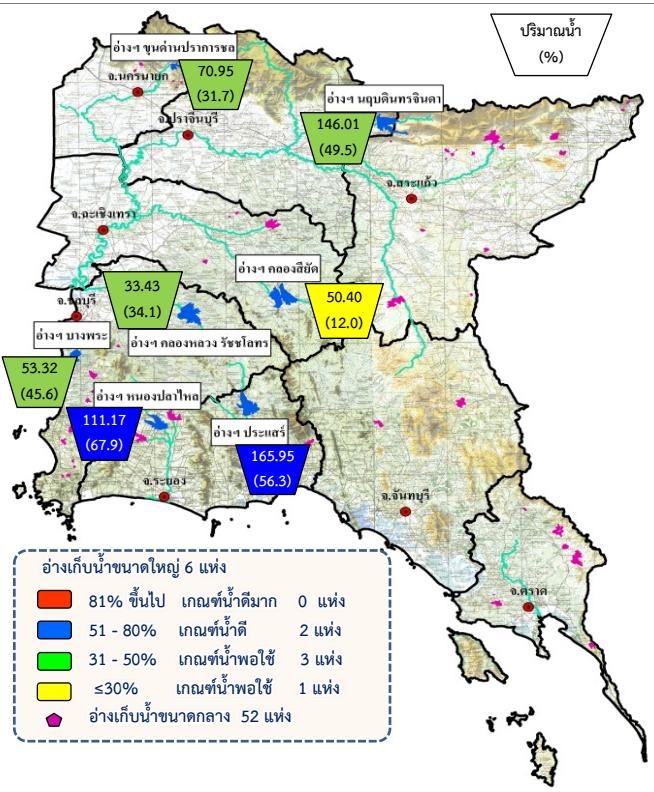 ปริมาณน้ำ
(%)
อ่างฯ ขุนด่านปราการชล
70.95
(31.7)
จ.นครนายก
อ่างฯ นฤบดินทรจินดา
146.01
(49.5)
จ.ปราจีนบุรี
จ.สระแก้ว
จ.ฉะเชิงเทรา
อ่างฯ คลองสียัด
50.40
(12.0)
33.43
(34.1)
จ.ชลบุรี
อ่างฯ คลองหลวง รัชชโลทร
อ่างฯ บางพระ
53.32
(45.6)
อ่างฯ หนองปลาไหล
111.17
(67.9)
อ่างฯ ประแสร์
165.95
(56.3)
จ.ระยอง
จ.จันทบุรี
จ.ตราด
อ่างเก็บน้ำขนาดใหญ่ 6 แห่ง
81% ขึ้นไป เกณฑ์น้ำดีมาก 0 แห่ง
51 - 80% เกณฑ์น้ำดี 2 แห่ง
31 - 50% เกณฑ์น้ำพอใช้ 3 แห่ง
≤30% เกณฑ์น้ำพอใช้ 1 แห่ง
อ่างเก็บน้ำขนาดกลาง 52 แห่ง